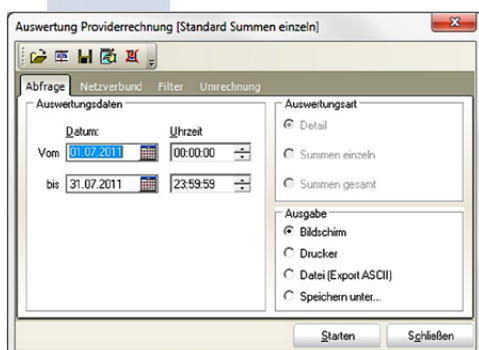 Auswertung Providerrechnung [Standard Summen einzeln]
Abfrage Netzverbund Filter Umrechnung
Auswertungsdaten
Datum: Uhrzeit
Vom 01.07.2011 00:00:00
bis 31.07.2011 23:59:59
Auswertungsart
Detail
Summen einzeln
Summen gesamt
Ausgabe
Bildschirm
Drucker
Datei (Export ASCII)
Speichern unter...
Starten Schließen